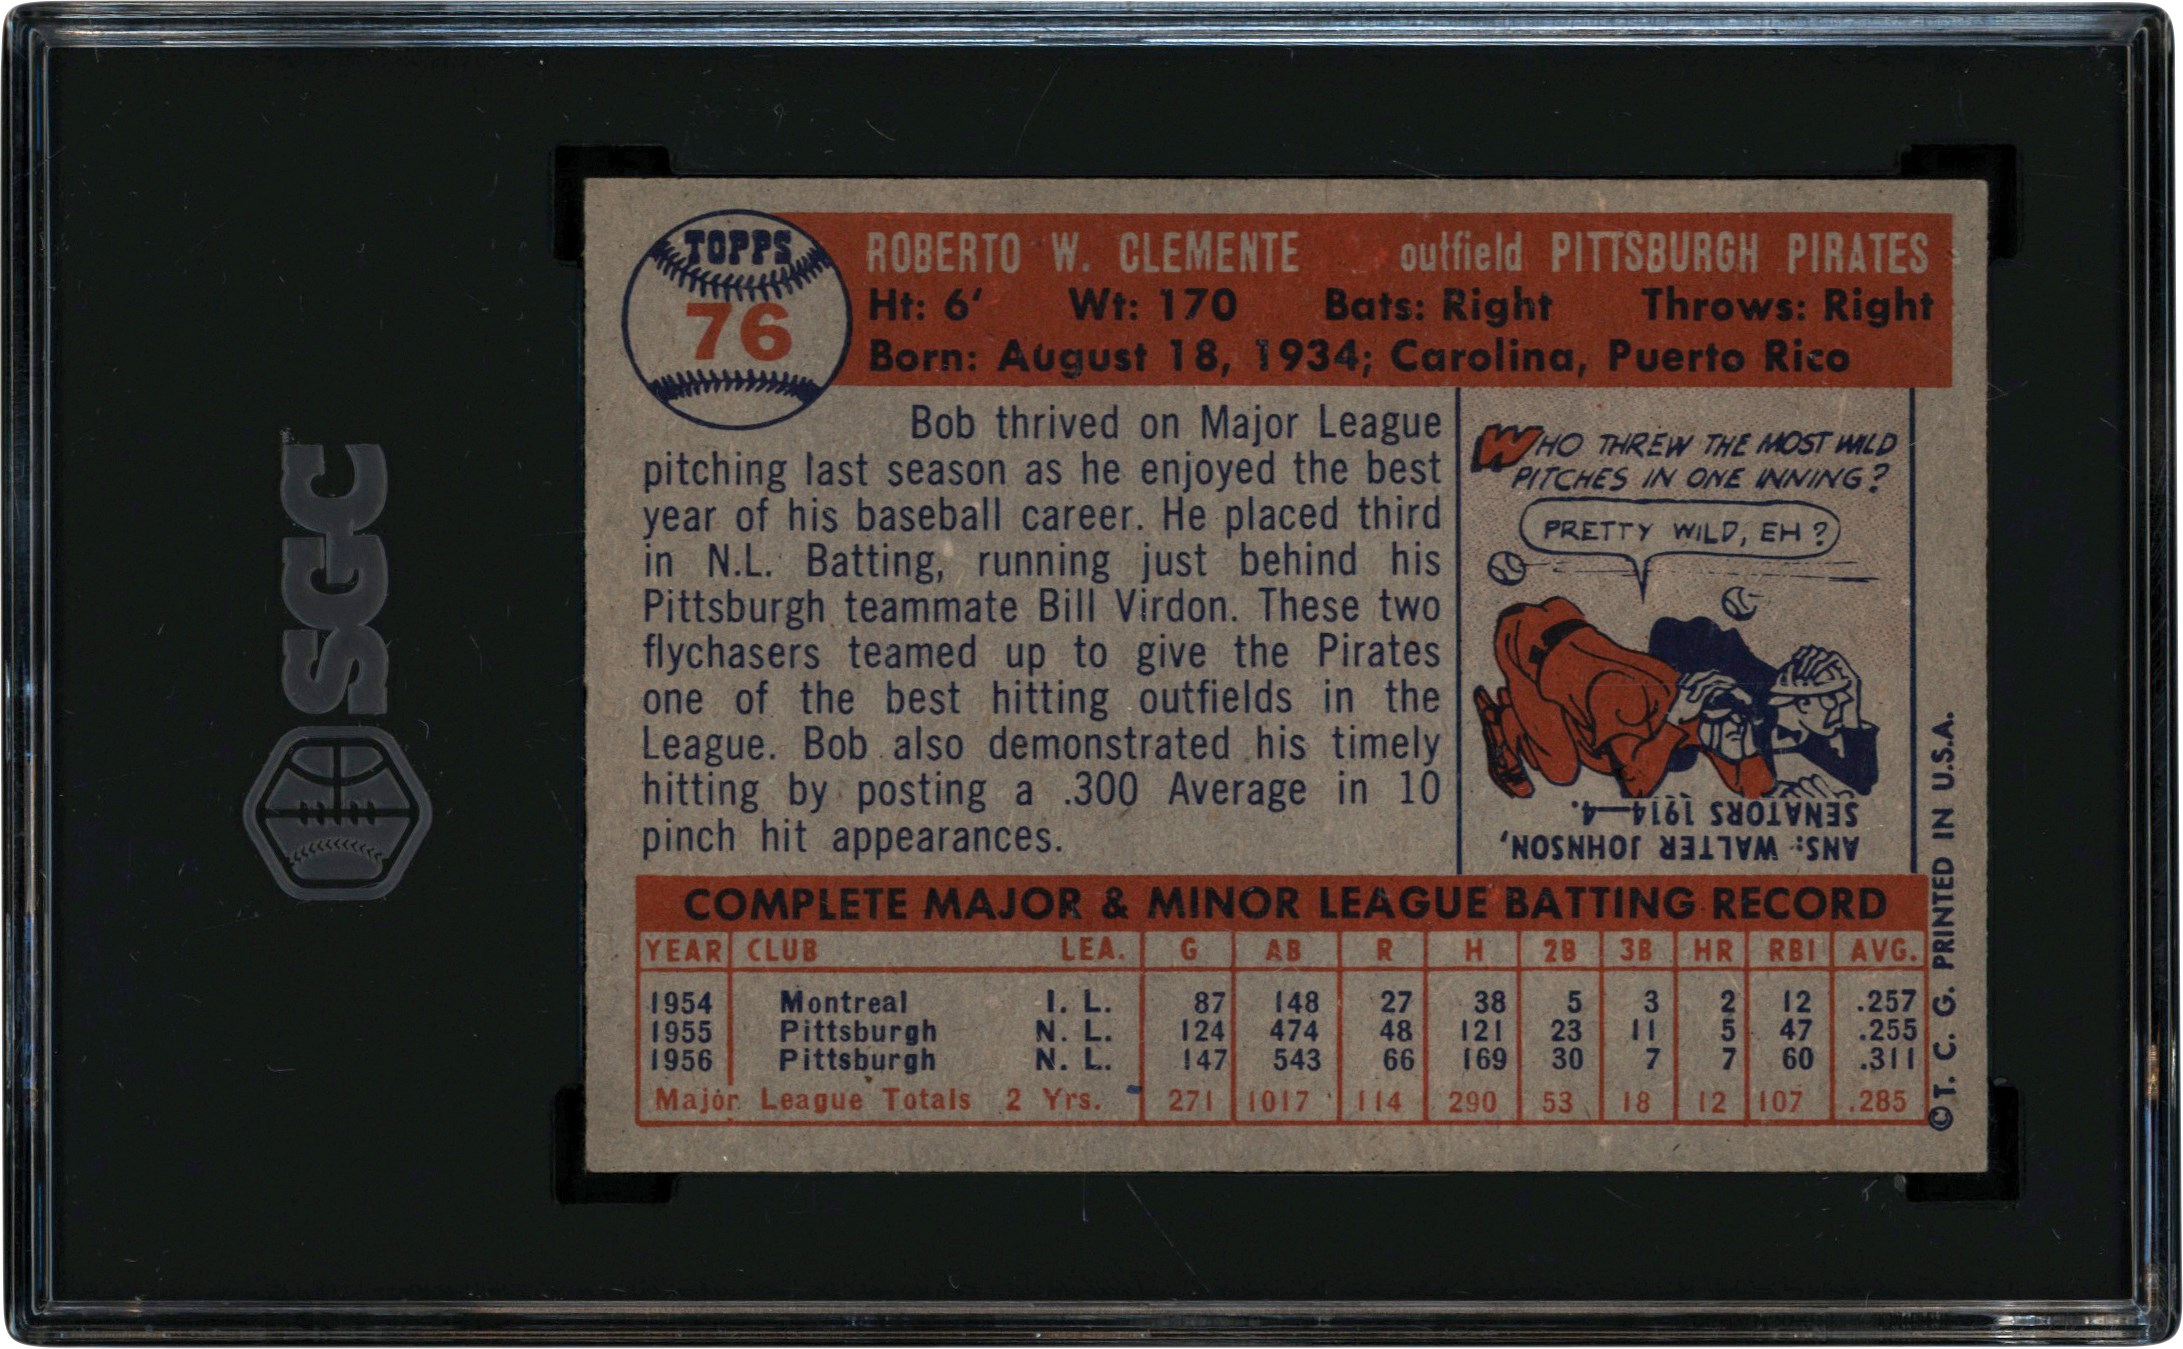 SGC
TOPPS
76
ROBERTO W. CLEMENTE outfield PITTSBURGH PIRATES
Ht: 6' Wt: 170 Bats: Right Throws: Right
Born: August 18, 1934; Carolina, Puerto Rico
Bob thrived on Major League
pitching last season as he enjoyed the best
year of his baseball career. He placed third
in N.L. Batting, running just behind his
Pittsburgh teammate Bill Virdon. These two
flychasers teamed up to give the Pirates
one of the best hitting outfields in the
League. Bob also demonstrated his timely
hitting by posting a .300 Average in 10
pinch hit appearances.
WHO THREW THE MOST WILD
PITCHES IN ONE INNING?
PRETTY WILD, EH?
ANS: WALTER JOHNSON,
SENATORS 1914—4.
COMPLETE MAJOR & MINOR LEAGUE BATTING RECORD
YEAR CLUB LEA. G AB R H 2B 3B HR RBI AVG.
1954 Montreal I. L. 87 148 27 38 5 3 2 12 .257
1955 Pittsburgh N. L. 124 474 48 121 23 11 5 47 .255
1956 Pittsburgh N. L. 147 543 66 169 30 7 7 60 .311
Major League Totals 2 Yrs. 271 1017 114 290 53 18 12 107 .285
© T. C. G. PRINTED IN U.S.A.